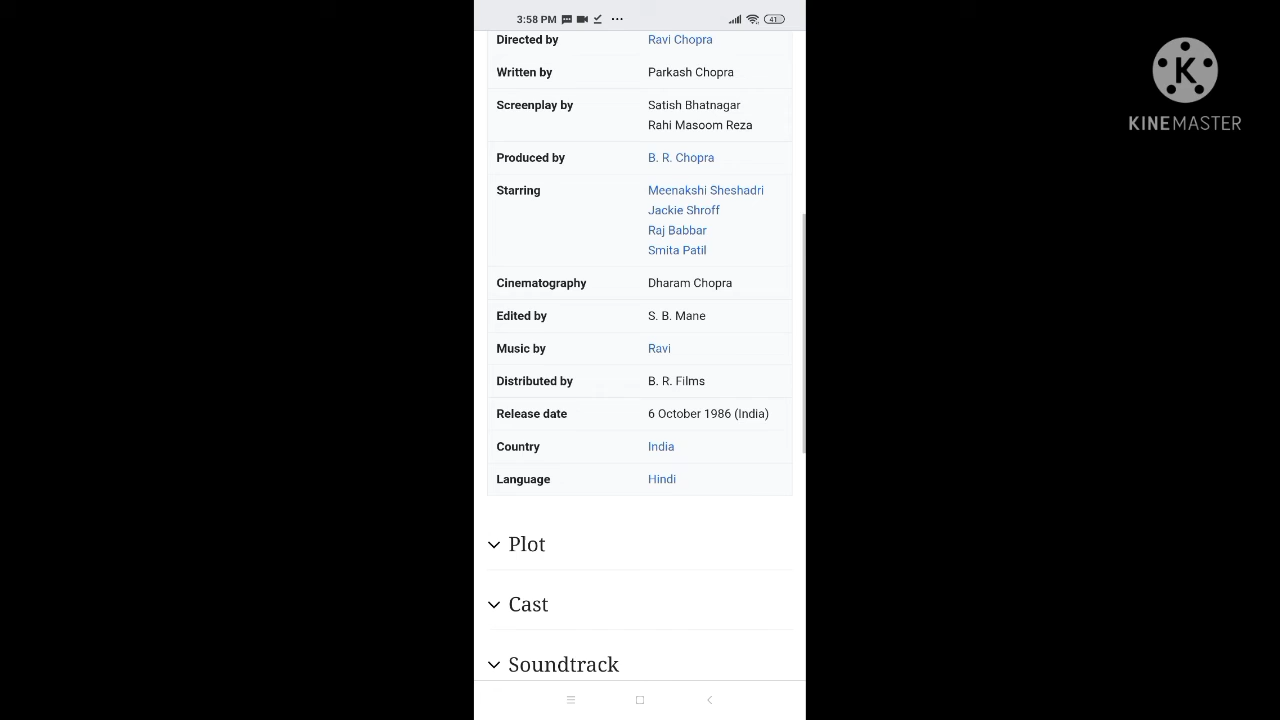 3:58 PM
41
K
KINEMASTER
Directed by Ravi Chopra
Written by Parkash Chopra
Screenplay by Satish Bhatnagar
Rahi Masoom Reza
Produced by B. R. Chopra
Starring Meenakshi Sheshadri
Jackie Shroff
Raj Babbar
Smita Patil
Cinematography Dharam Chopra
Edited by S. B. Mane
Music by Ravi
Distributed by B. R. Films
Release date 6 October 1986 (India)
Country India
Language Hindi
Plot
Cast
Soundtrack